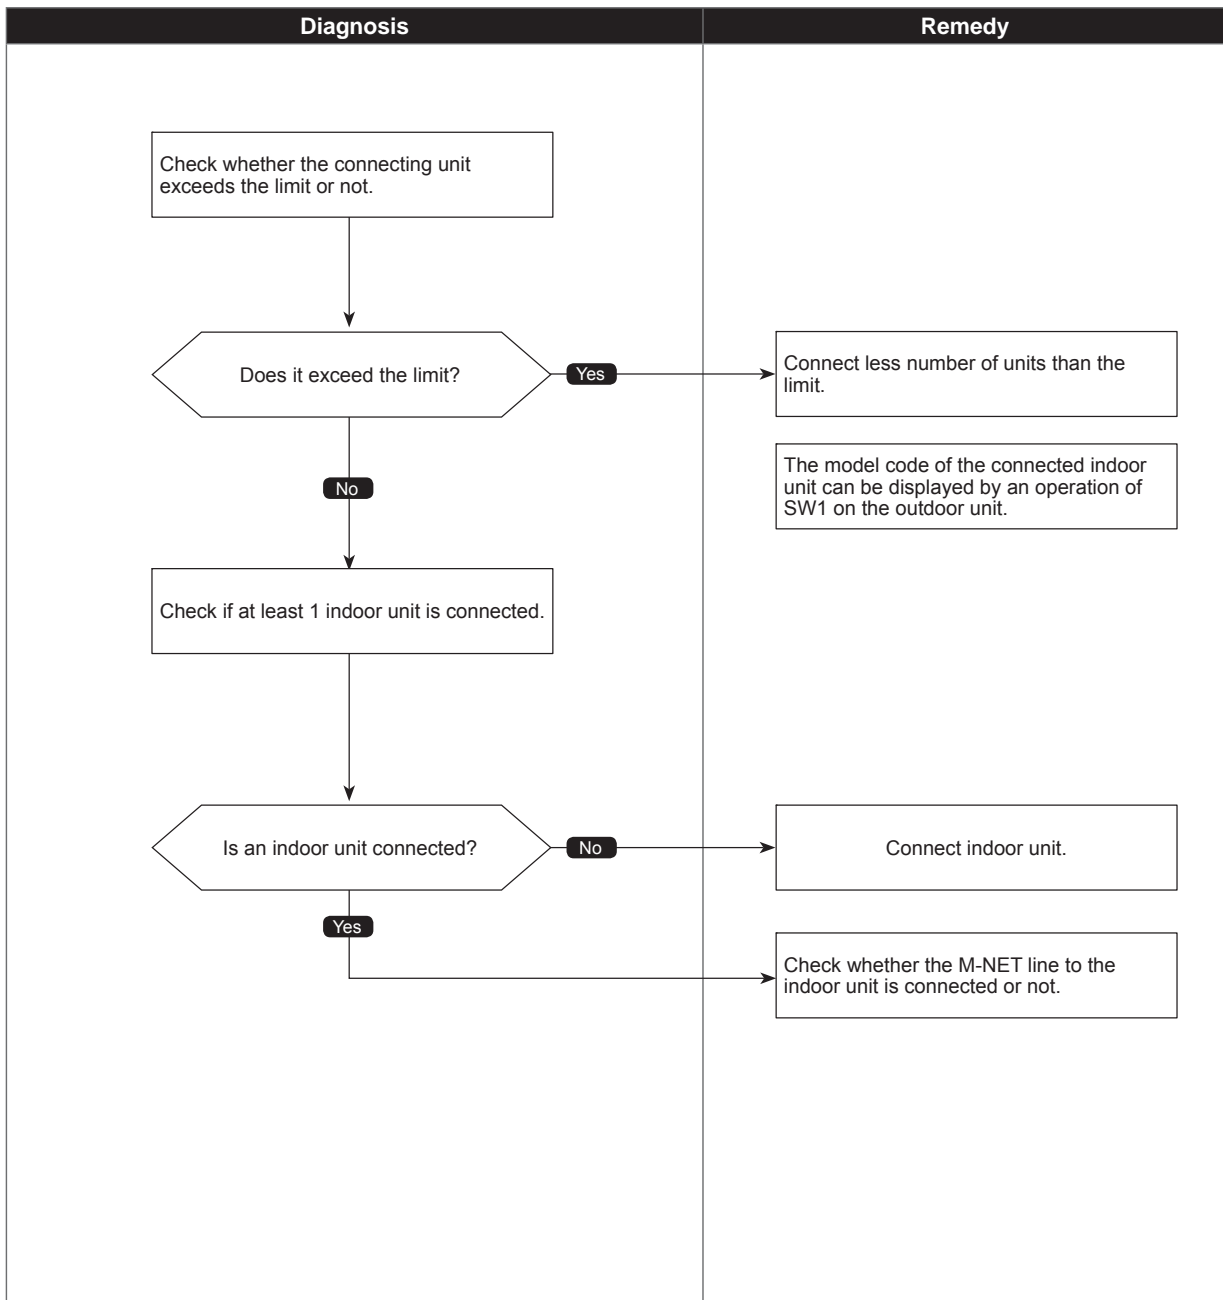 Diagnosis
Remedy
Check whether the connecting unit
exceeds the limit or not.
Does it exceed the limit?
Yes
Connect less number of units than the
limit.
The model code of the connected indoor
unit can be displayed by an operation of
SW1 on the outdoor unit.
No
Check if at least 1 indoor unit is connected.
Is an indoor unit connected?
No
Connect indoor unit.
Yes
Check whether the M-NET line to the
indoor unit is connected or not.